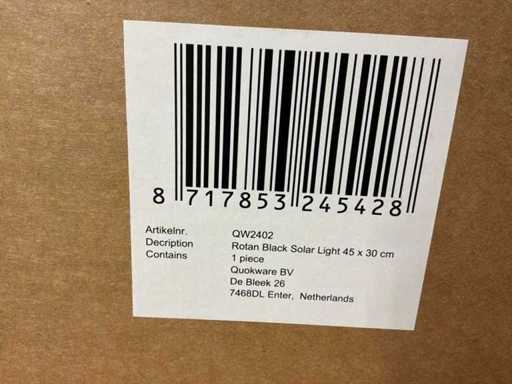 8 717853 245428
Artikelnr. QW2402
Decription Rotan Black Solar Light 45 x 30 cm
Contains 1 piece
Quokware BV
De Bleek 26
7468DL Enter, Netherlands